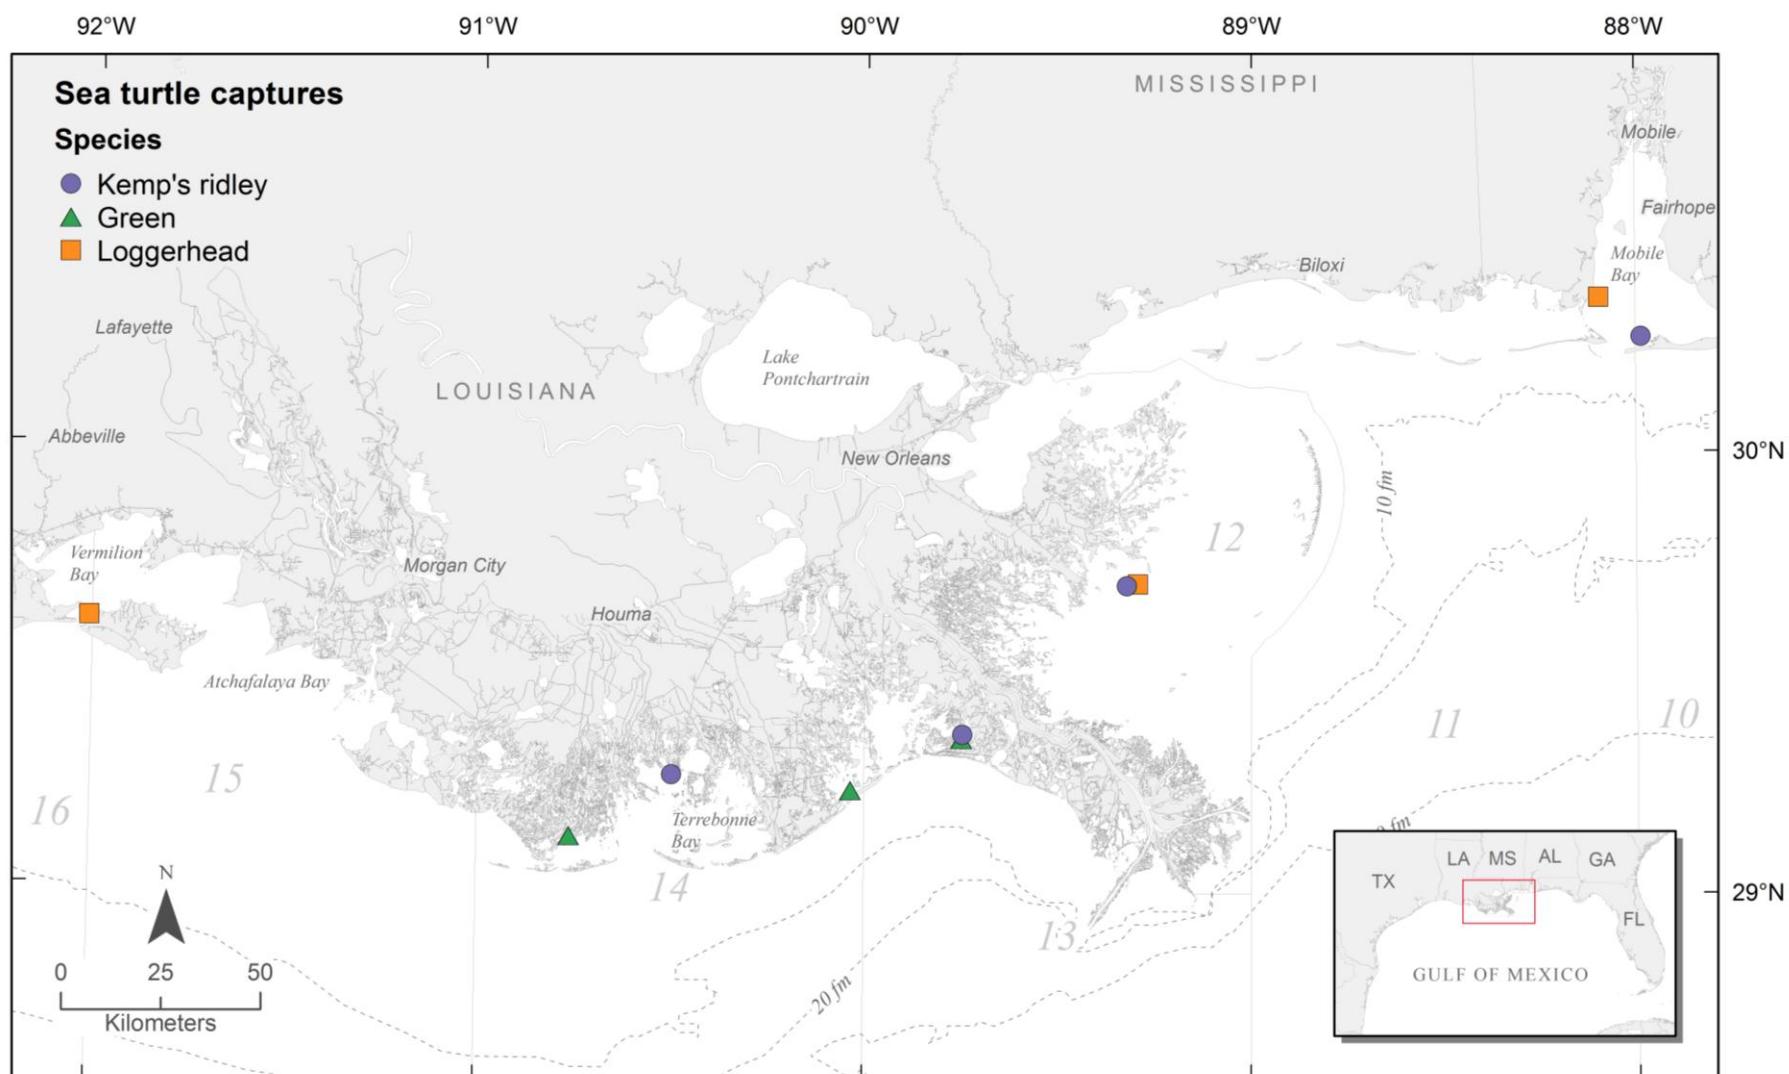 92°W
91°W
90°W
89°W
88°W
Sea turtle captures
Species
Kemp's ridley
Green
Loggerhead
MISSISSIPPI
Mobile
Fairhope
Mobile
Bay
Biloxi
Lafayette
Lake
Pontchartrain
LOUISIANA
Abbeville
New Orleans
30°N
10 fm
12
Vermilion
Bay
Morgan City
Houma
Atchafalaya Bay
11
10
15
16
Terrebonne
Bay
14
13
20 fm
fm
29°N
N
0 25 50
Kilometers
LA MS AL GA
TX
FL
GULF OF MEXICO